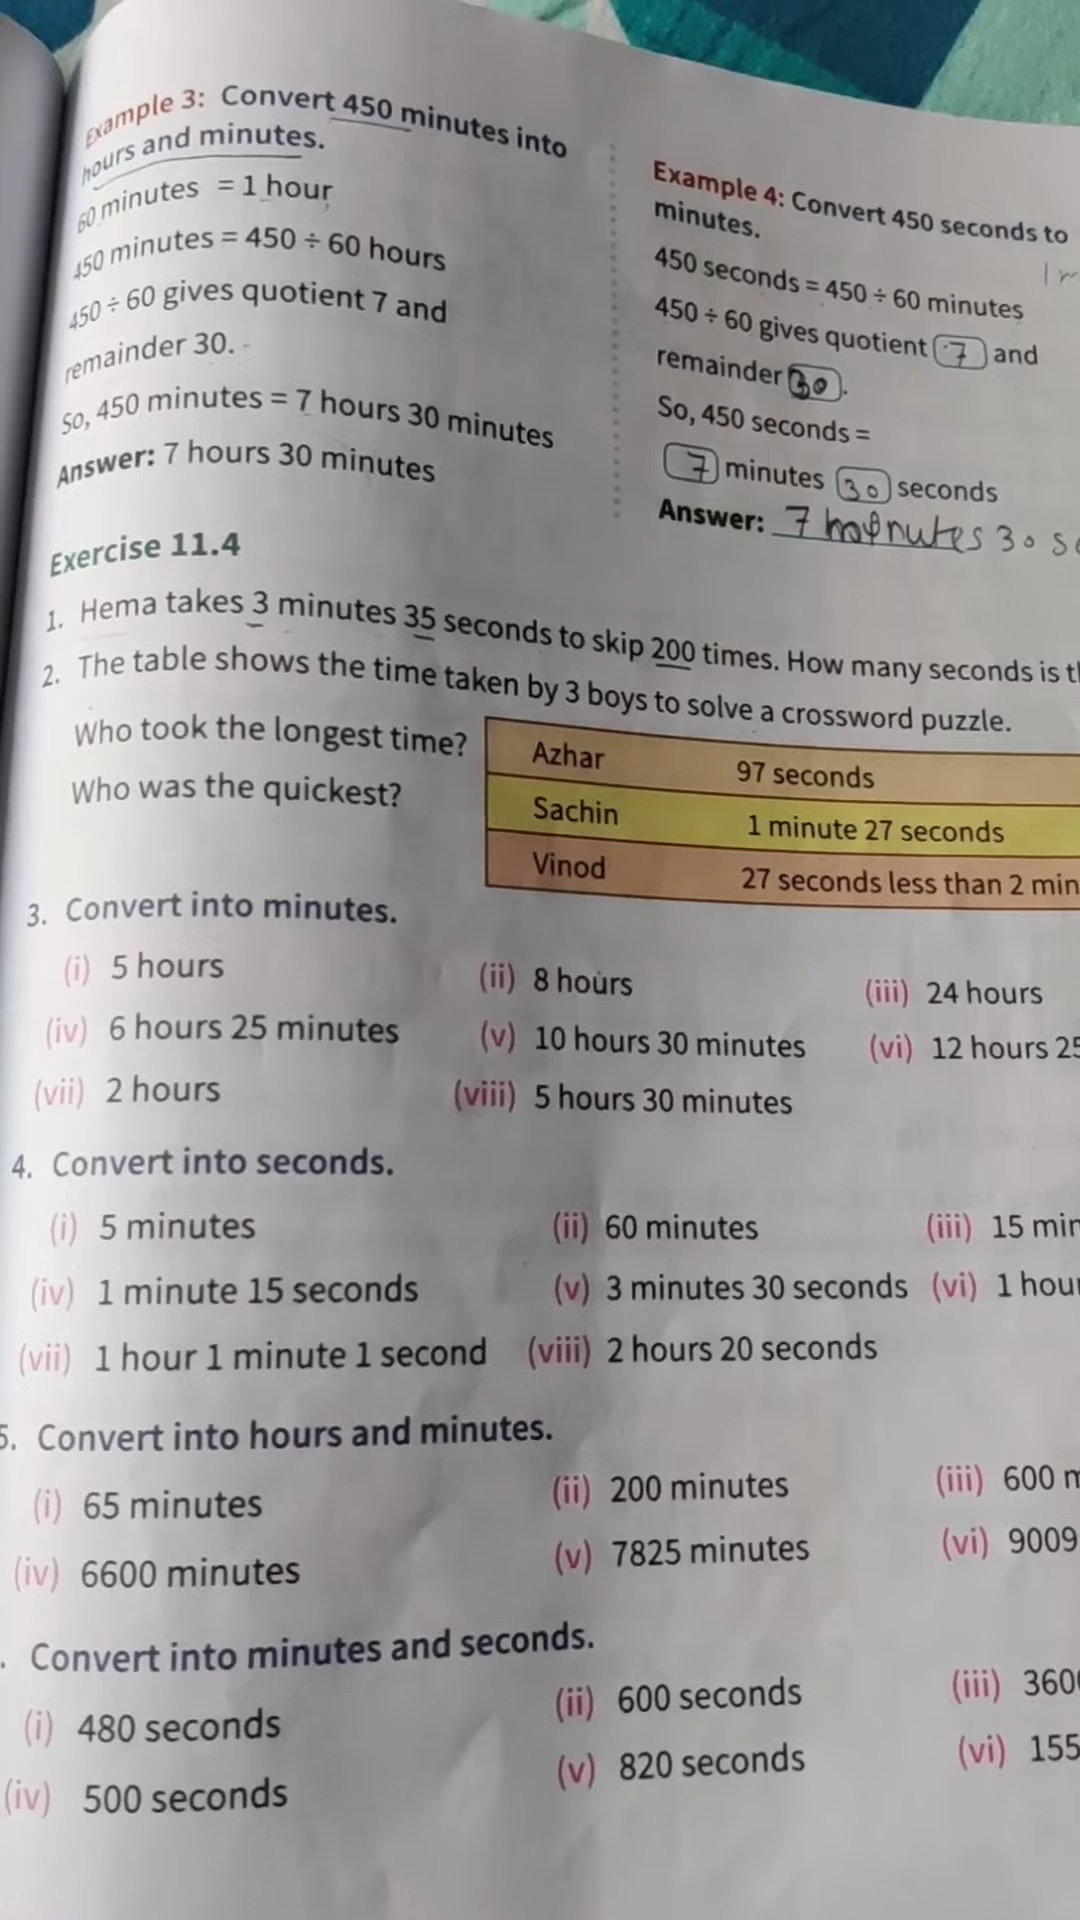 Example 3: Convert 450 minutes into
hours and minutes.
60 minutes = 1 hour
450 minutes = 450 ÷ 60 hours
450 ÷ 60 gives quotient 7 and
remainder 30.
So, 450 minutes = 7 hours 30 minutes
Answer: 7 hours 30 minutes
Example 4: Convert 450 seconds to
minutes.
450 seconds = 450 ÷ 60 minutes
450 ÷ 60 gives quotient 7 and
remainder 30.
So, 450 seconds =
7 minutes 30 seconds
Answer: 7 minutes 30
Exercise 11.4
1. Hema takes 3 minutes 35 seconds to skip 200 times. How many seconds is
2. The table shows the time taken by 3 boys to solve a crossword puzzle.
Who took the longest time?
Who was the quickest?
Azhar 97 seconds
Sachin 1 minute 27 seconds
Vinod 27 seconds less than 2 min
3. Convert into minutes.
(i) 5 hours (ii) 8 hours (iii) 24 hours
(iv) 6 hours 25 minutes (v) 10 hours 30 minutes (vi) 12 hours 25
(vii) 2 hours (viii) 5 hours 30 minutes
4. Convert into seconds.
(i) 5 minutes (ii) 60 minutes (iii) 15 min
(iv) 1 minute 15 seconds (v) 3 minutes 30 seconds (vi) 1 hour
(vii) 1 hour 1 minute 1 second (viii) 2 hours 20 seconds
5. Convert into hours and minutes.
(i) 65 minutes (ii) 200 minutes (iii) 600 m
(iv) 6600 minutes (v) 7825 minutes (vi) 9009
. Convert into minutes and seconds.
(i) 480 seconds (ii) 600 seconds (iii) 360
(iv) 500 seconds (v) 820 seconds (vi) 155